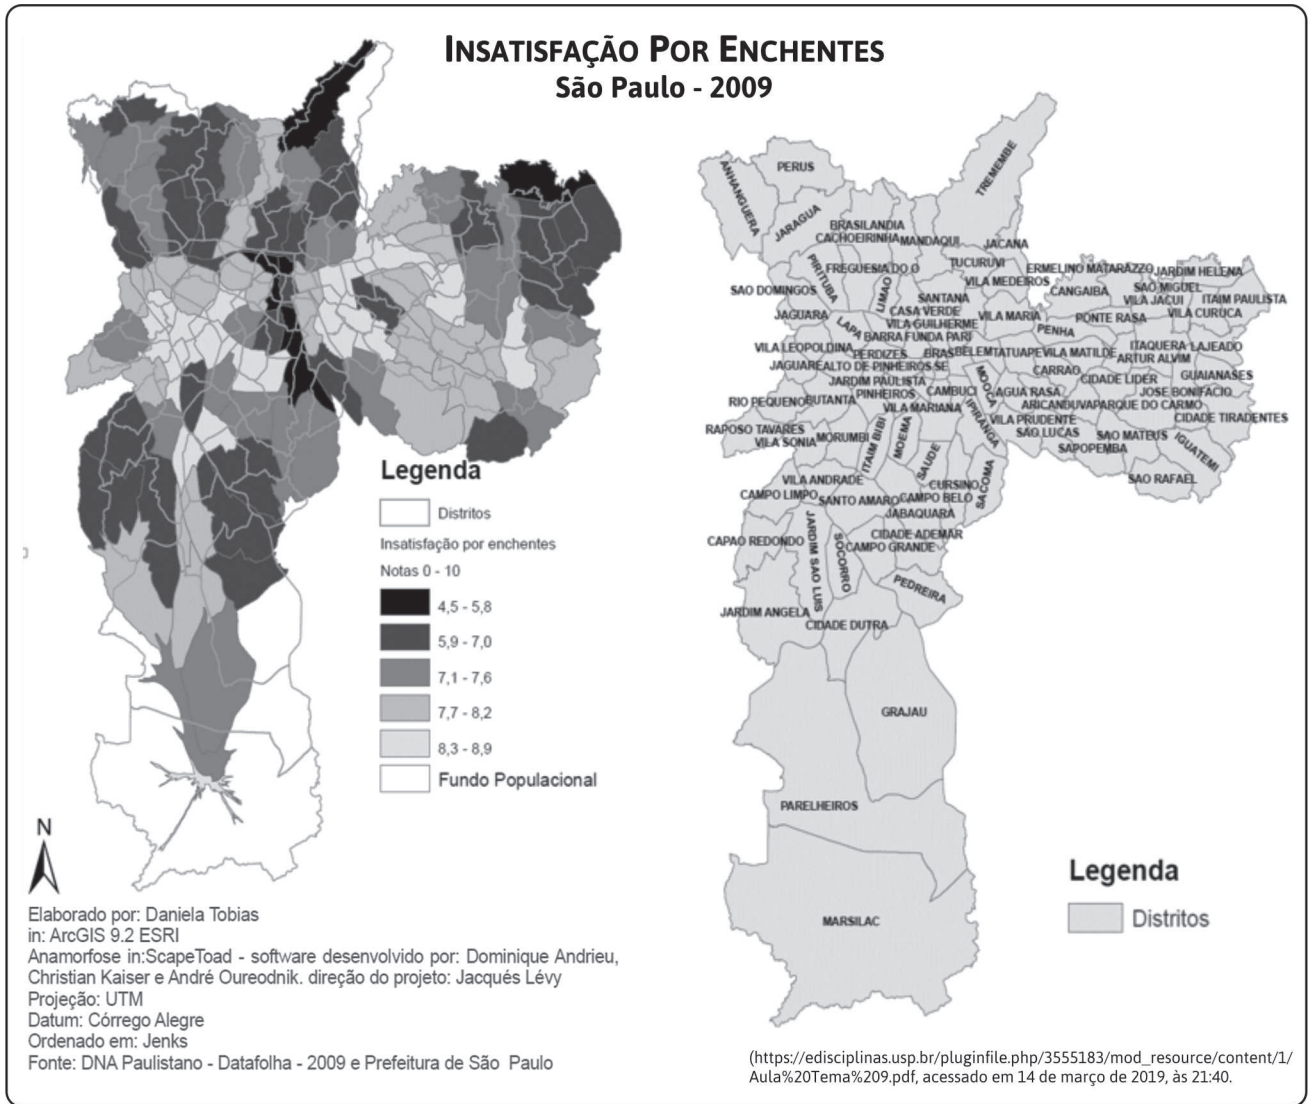 INSATISFAÇÃO POR ENCHENTES
São Paulo - 2009
Legenda
Distritos
Insatisfação por enchentes
Notas 0 - 10
4,5 - 5,8
5,9 - 7,0
7,1 - 7,6
7,7 - 8,2
8,3 - 8,9
Fundo Populacional
N
Elaborado por: Daniela Tobias
in: ArcGIS 9.2 ESRI
Anamorfose in:ScapeToad - software desenvolvido por: Dominique Andrieu,
Christian Kaiser e André Oureodnik. direção do projeto: Jacqués Lévy
Projeção: UTM
Datum: Córrego Alegre
Ordenado em: Jenks
Fonte: DNA Paulistano - Datafolha - 2009 e Prefeitura de São Paulo
TREMEMBE
PERUS
ANHANGUERA
JARAGUA
BRASILANDIA
CACHOEIRINHA MANDAQUI JACANA
PIRITUBA
FREGUESIA DO O
TUCURUVI
ERMELINO MATARAZZO JARDIM HELENA
VILA MEDEIROS
SAO MIGUEL
CANGAIBA
SAO DOMINGOS
LIMAO
SANTANA
VILA JACUI
ITAIM PAULISTA
CASA VERDE
VILA CURUCA
JAGUARA
VILA MARIA
PONTE RASA
VILA GUILHERME
LAPA
BARRA FUNDA PARI
PENHA
VILA LEOPOLDINA
ITAQUERA LAJEADO
PERDIZES BRAS BELEM TATUAPE VILA MATILDE
ARTUR ALVIM
JAGUARE ALTO DE PINHEIROS SE
CARRAO
GUAIANASES
JARDIM PAULISTA
MOOCA
CIDADE LIDER
PINHEIROS
CAMBUCI
AGUA RASA
JOSE BONIFACIO
RIO PEQUENO BUTANTA
VILA MARIANA
IPIRANGA
ARICANDUVA PARQUE DO CARMO
CIDADE TIRADENTES
VILA PRUDENTE
RAPOSO TAVARES
SAO LUCAS
SAO MATEUS
IGUATEMI
VILA SONIA MORUMBI
ITAIM BIBI
MOEMA
SAUDE
SAPOPEMBA
SAO RAFAEL
VILA ANDRADE
CURSINO
SACOMA
CAMPO LIMPO SANTO AMARO CAMPO BELO
JABAQUARA
CAPAO REDONDO
JARDIM SAO LUIS
SOCORRO
CIDADE ADEMAR
CAMPO GRANDE
PEDREIRA
JARDIM ANGELA
CIDADE DUTRA
GRAJAU
PARELHEIROS
MARSILAC
Legenda
Distritos
(https://edisciplinas.usp.br/pluginfile.php/3555183/mod_resource/content/1/
Aula%20Tema%209.pdf, acessado em 14 de março de 2019, às 21:40.